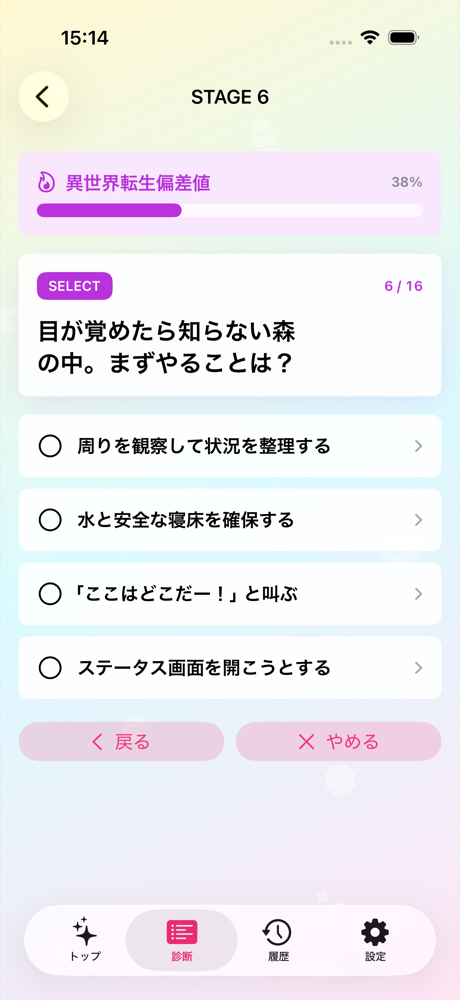 15:14
STAGE 6
異世界転生偏差値
38%
SELECT
6 / 16
目が覚めたら知らない森
の中。まずやることは？
周りを観察して状況を整理する
水と安全な寝床を確保する
「ここはどこだー！」と叫ぶ
ステータス画面を開こうとする
戻る
やめる
トップ
診断
履歴
設定